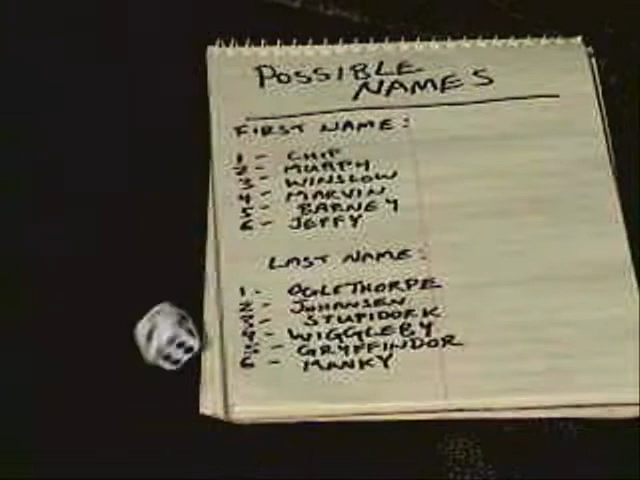 POSSIBLE
NAMES
FIRST NAME:
1 - CHIP
2 - MURPH
3 - WINSLOW
4 - MARVIN
5 - BARNEY
6 - JEFFY
LAST NAME:
1 - OGLETHORPE
2 - JOHANSEN
3 - STUPIDORK
4 - WIGGLEBY
5 - GRYFFINDOR
6 - MANKY